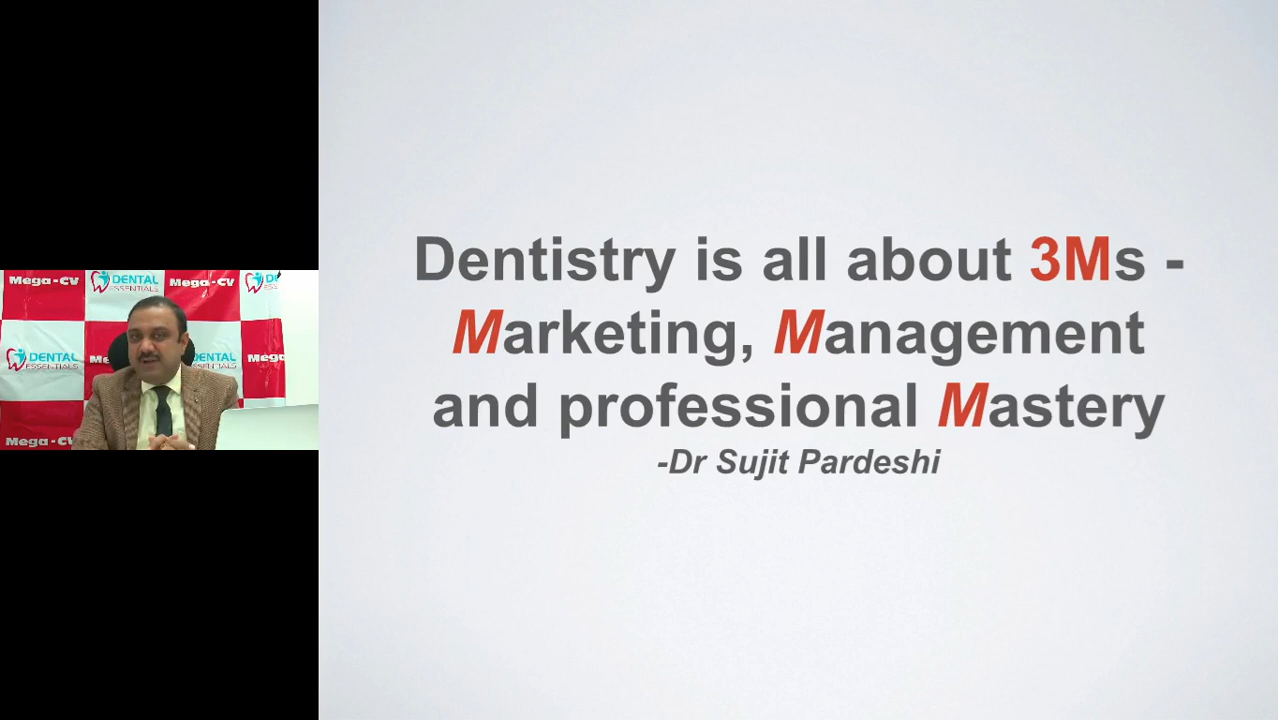 Dentistry is all about 3Ms -
Marketing, Management
and professional Mastery
-Dr Sujit Pardeshi
Mega-CV
DENTAL
ESSENTIALS
Mega-CV
DENTAL
ESSENTIALS
Mega
Mega-CV